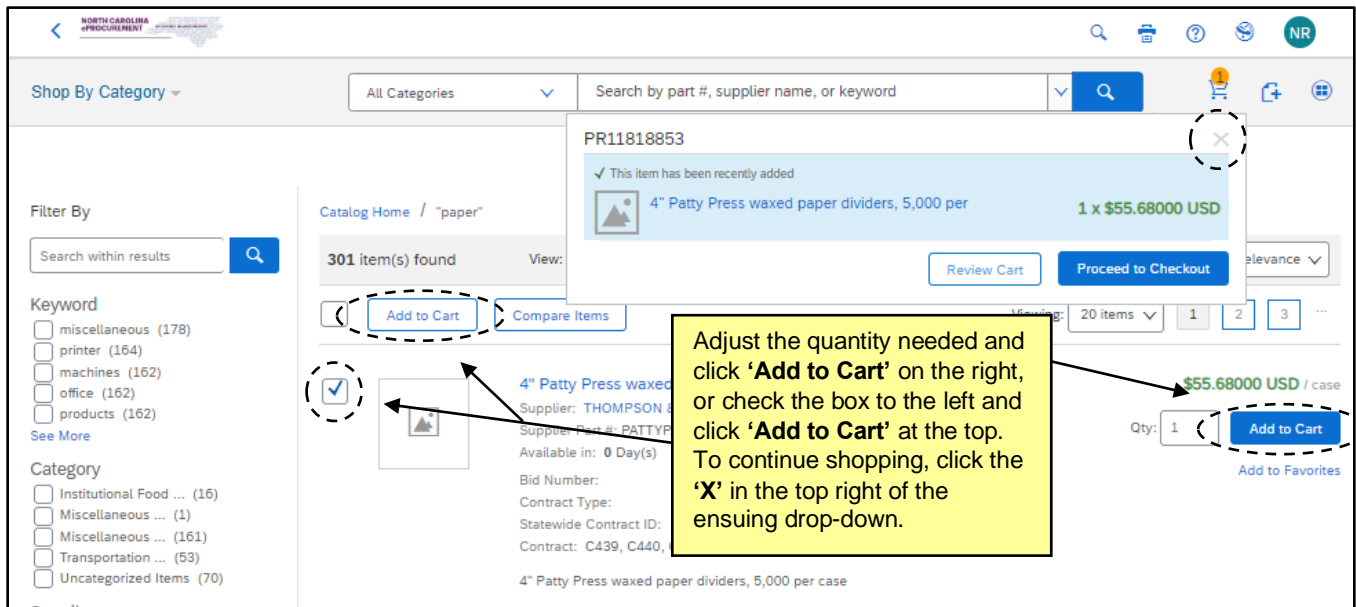 NORTH CAROLINA
ePROCUREMENT
NR
Shop By Category
All Categories
Search by part #, supplier name, or keyword
1
PR11818853
✓ This item has been recently added
4" Patty Press waxed paper dividers, 5,000 per
1 x $55.68000 USD
Review Cart
Proceed to Checkout
Filter By
Search within results
Keyword
miscellaneous (178)
printer (164)
machines (162)
office (162)
products (162)
See More
Category
Institutional Food ... (16)
Miscellaneous ... (1)
Miscellaneous ... (161)
Transportation ... (53)
Uncategorized Items (70)
Catalog Home / "paper"
301 item(s) found
View:
elevance
Add to Cart
Compare Items
Viewing:
20 items
1
2
3
...
4" Patty Press waxed
Supplier: THOMPSON &
Supplier Part #: PATTYP
Available in: 0 Day(s)
Bid Number:
Contract Type:
Statewide Contract ID:
Contract: C439, C440,
4" Patty Press waxed paper dividers, 5,000 per case
Adjust the quantity needed and
click ‘Add to Cart’ on the right,
or check the box to the left and
click ‘Add to Cart’ at the top.
To continue shopping, click the
‘X’ in the top right of the
ensuing drop-down.
$55.68000 USD / case
Qty: 1
Add to Cart
Add to Favorites